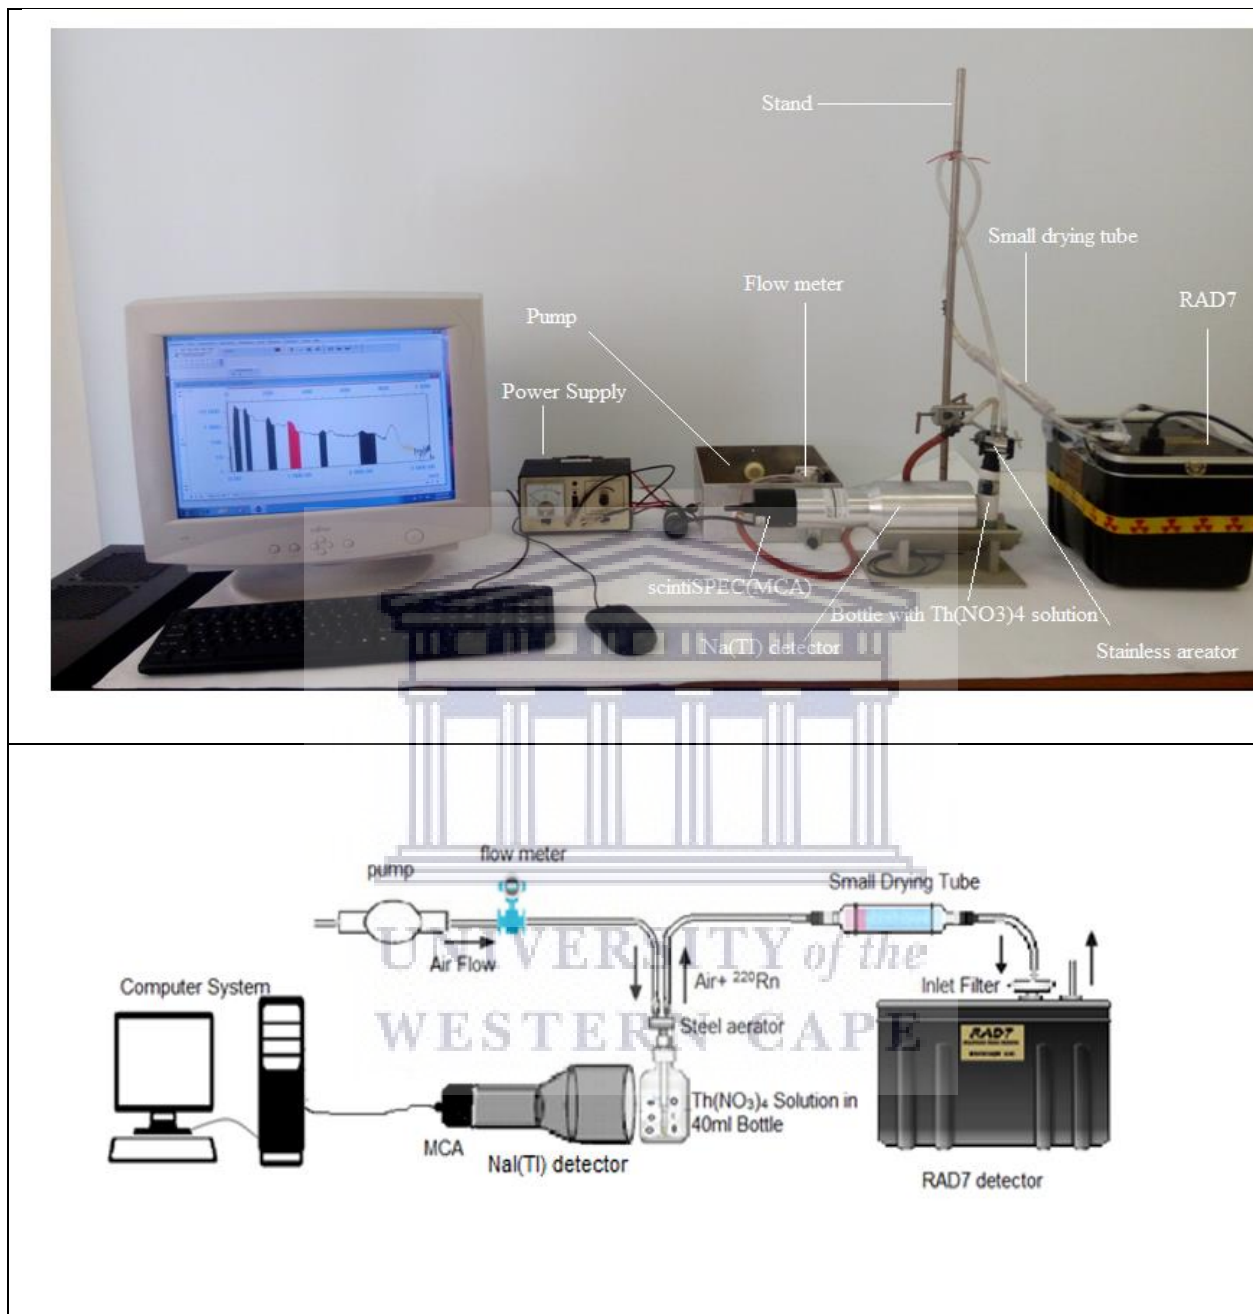 Stand
Small drying tube
Flow meter
RAD7
Pump
Power Supply
scintiSPEC(MCA)
Bottle with Th(NO3)4 solution
Na(TI) detector
Stainless areator
flow meter
pump
Small Drying Tube
UNIVERSITY of the
Air Flow
Air+ ²²⁰Rn
Computer System
Inlet Filter
Steel aerator
WESTERN CAPE
RAD7
Th(NO₃)₄ Solution in
40ml Bottle
MCA
NaI(TI) detector
RAD7 detector